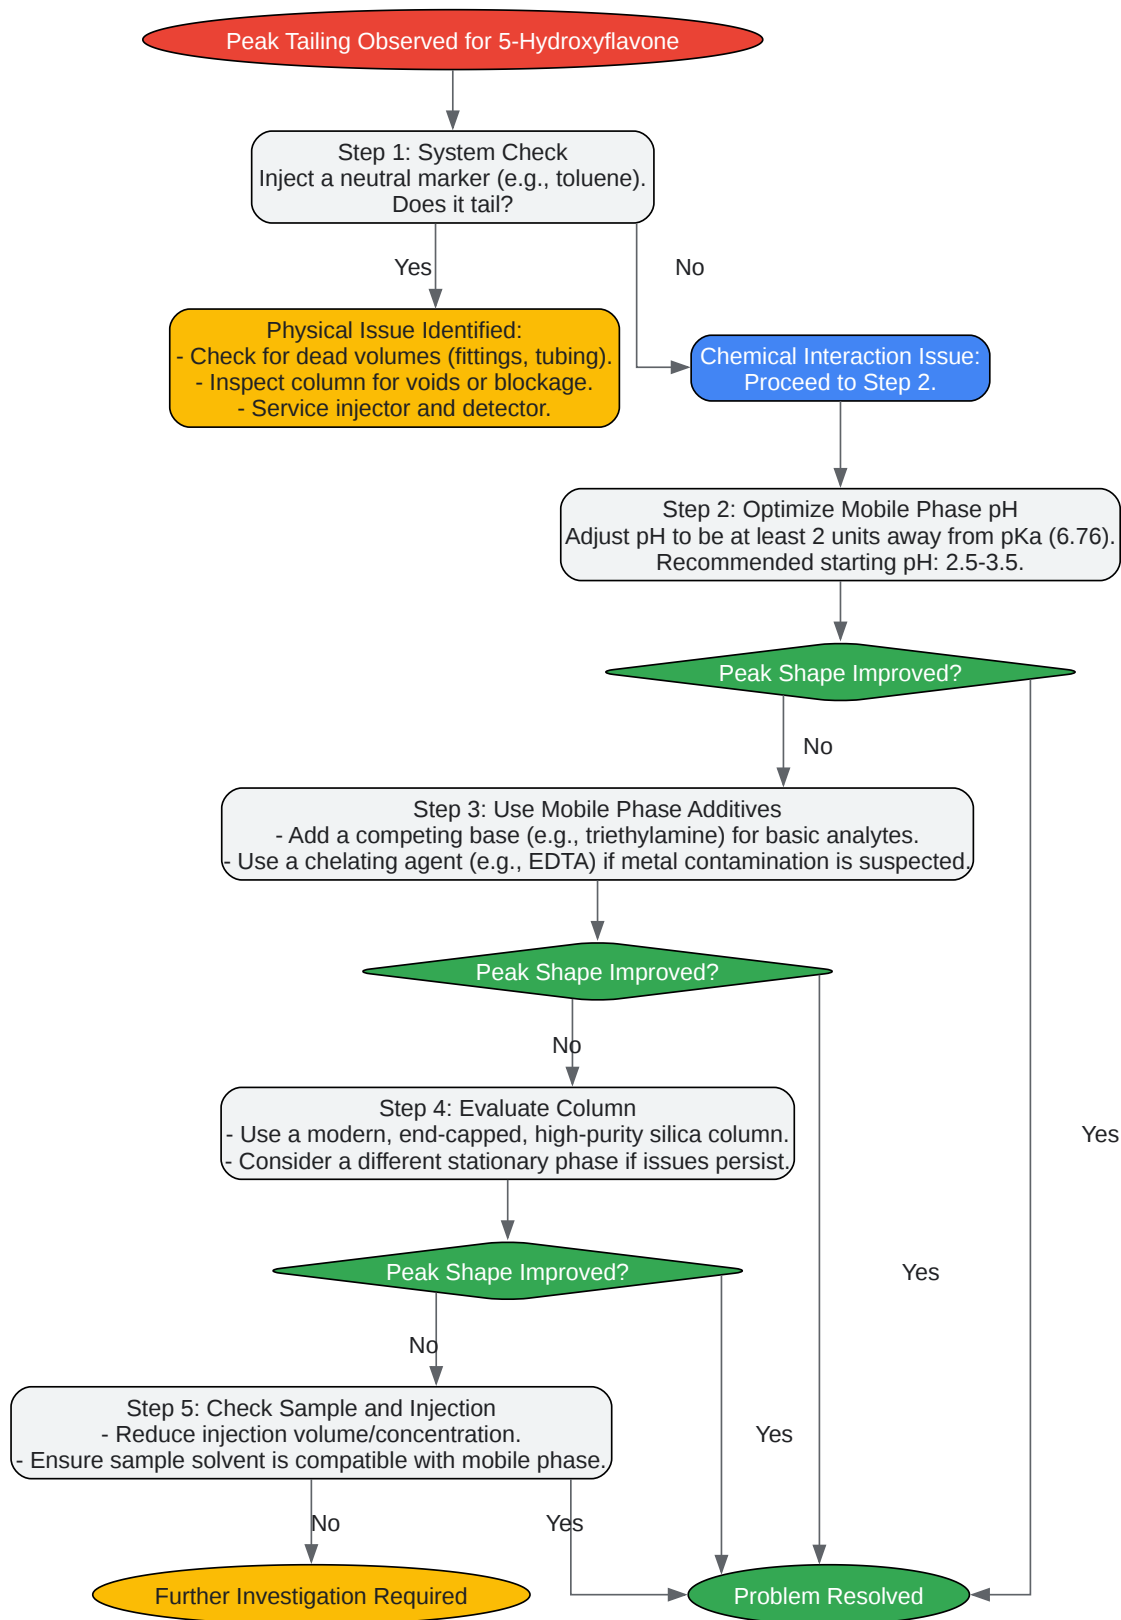 Peak Tailing Observed for 5-Hydroxyflavone
Step 1: System Check
Inject a neutral marker (e.g., toluene).
Does it tail?
Yes
No
Physical Issue Identified:
- Check for dead volumes (fittings, tubing).
- Inspect column for voids or blockage.
- Service injector and detector.
Chemical Interaction Issue:
Proceed to Step 2.
Step 2: Optimize Mobile Phase pH
Adjust pH to be at least 2 units away from pKa (6.76).
Recommended starting pH: 2.5-3.5.
Peak Shape Improved?
No
Step 3: Use Mobile Phase Additives
- Add a competing base (e.g., triethylamine) for basic analytes.
- Use a chelating agent (e.g., EDTA) if metal contamination is suspected.
Peak Shape Improved?
No
Step 4: Evaluate Column
- Use a modern, end-capped, high-purity silica column.
- Consider a different stationary phase if issues persist.
Yes
Peak Shape Improved?
Yes
No
Step 5: Check Sample and Injection
- Reduce injection volume/concentration.
- Ensure sample solvent is compatible with mobile phase.
Yes
No
Yes
Further Investigation Required
Problem Resolved